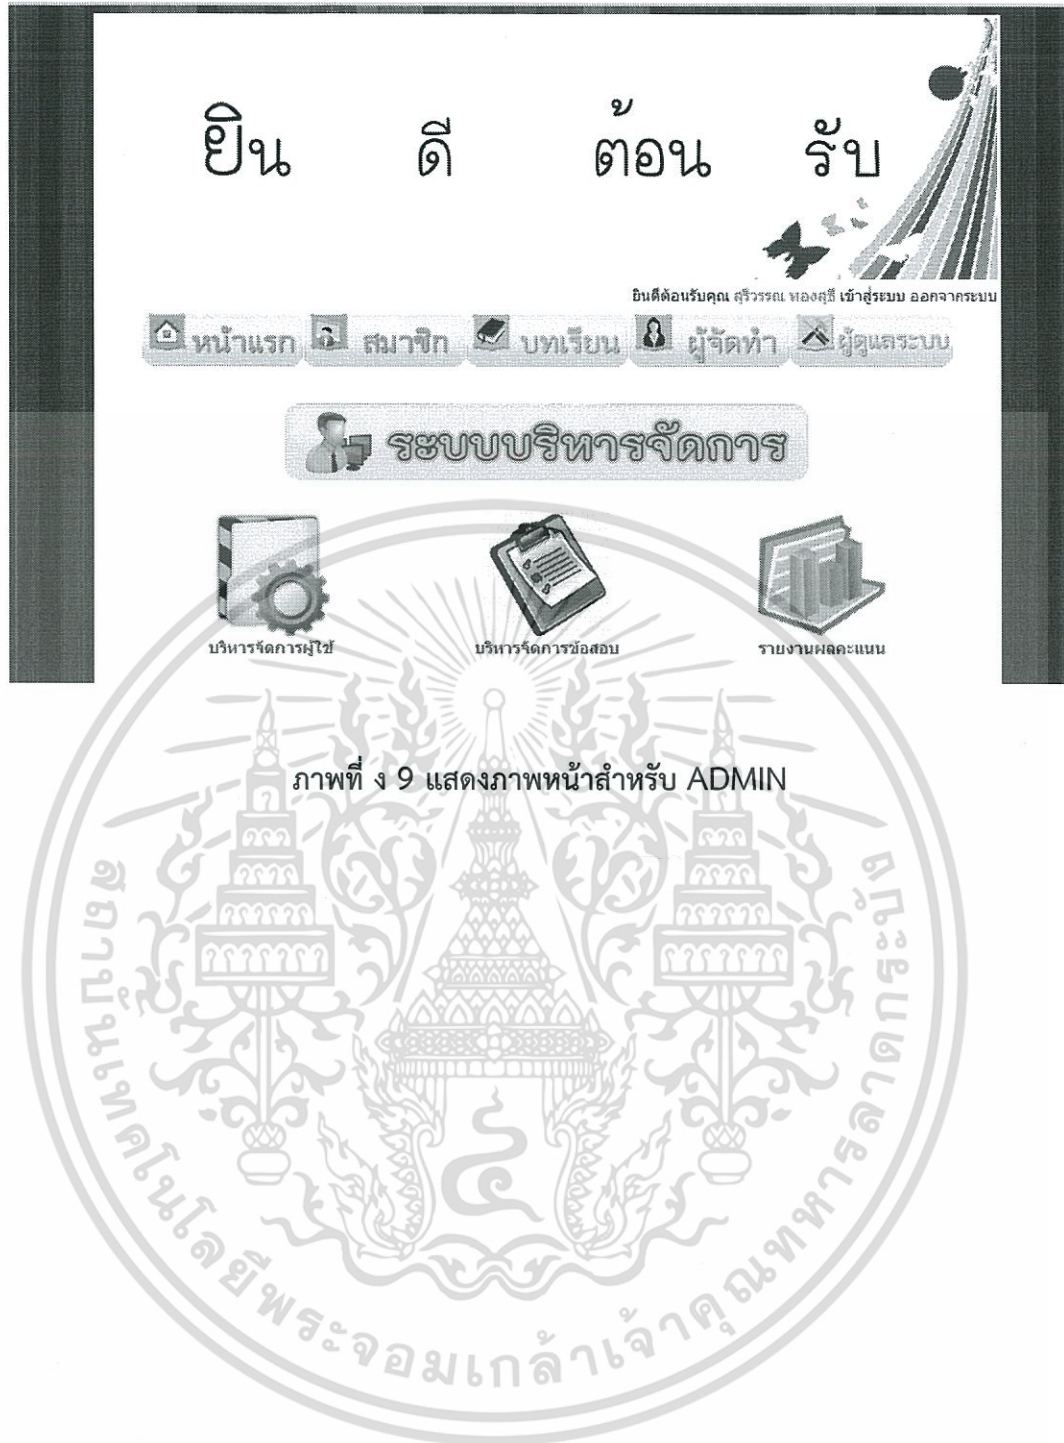 ยิน ดี ต้อน รับ
ยินดีต้อนรับคุณ สุริวรรณ ทองสุธี เข้าสู่ระบบ ออกจากระบบ
หน้าแรก สมาชิก บทเรียน ผู้จัดทำ ผู้ดูแลระบบ
ระบบบริหารจัดการ
บริหารจัดการผู้ใช้ บริหารจัดการข้อสอบ รายงานผลคะแนน
ภาพที่ ง 9 แสดงภาพหน้าสำหรับ ADMIN
สถาบันเทคโนโลยีพระจอมเกล้าเจ้าคุณทหารลาดกระบัง
๔